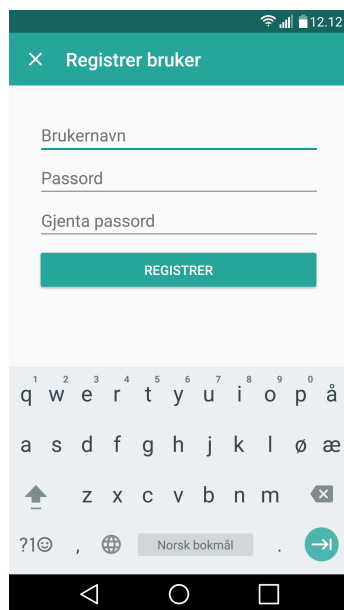 12.12
Registrer bruker
Brukernavn
Passord
Gjenta passord
REGISTRER
1 2 3 4 5 6 7 8 9 0
q w e r t y u i o p å
a s d f g h j k l ø æ
z x c v b n m
?1☺ , Norsk bokmål .